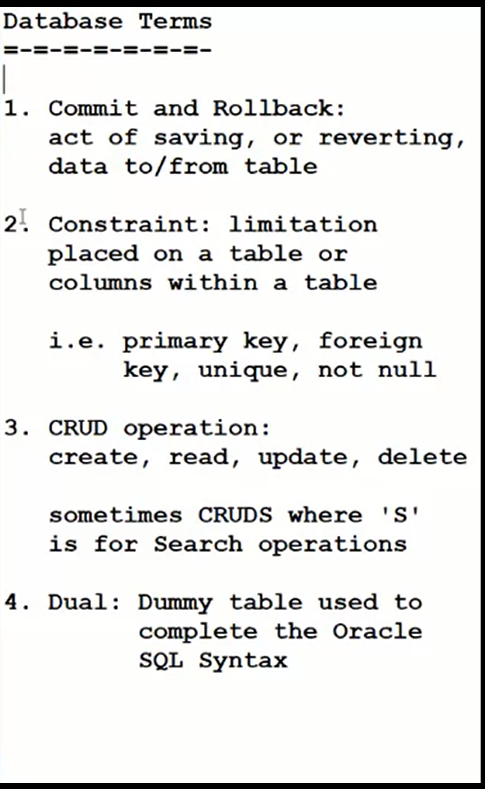 Database Terms
=-=-=-=-=-=-=-
1. Commit and Rollback:
act of saving, or reverting,
data to/from table
2. Constraint: limitation
placed on a table or
columns within a table
i.e. primary key, foreign
key, unique, not null
3. CRUD operation:
create, read, update, delete
sometimes CRUDS where 'S'
is for Search operations
4. Dual: Dummy table used to
complete the Oracle
SQL Syntax